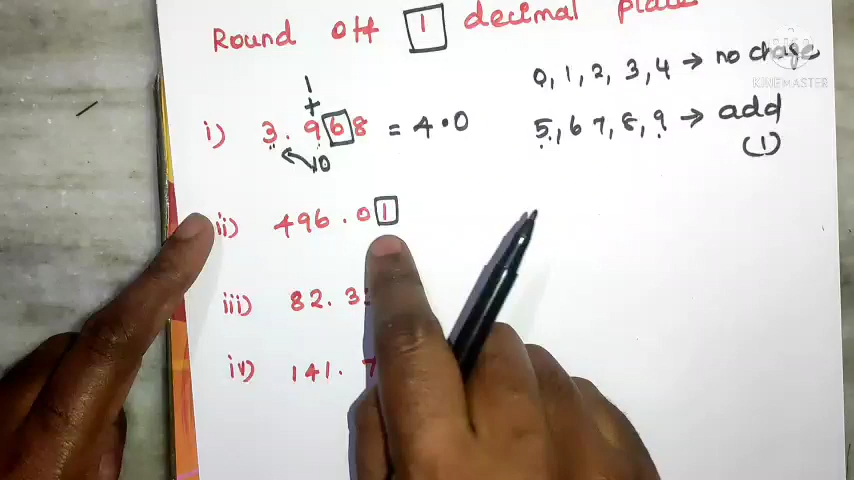 Round off 1 decimal place
0, 1, 2, 3, 4 → no change
KINEMASTER
1
+
i) 3.968 = 4.0
10
5, 6 7, 8, 9 → add
(1)
ii) 496.01
iii) 82.3
iv) 141.7